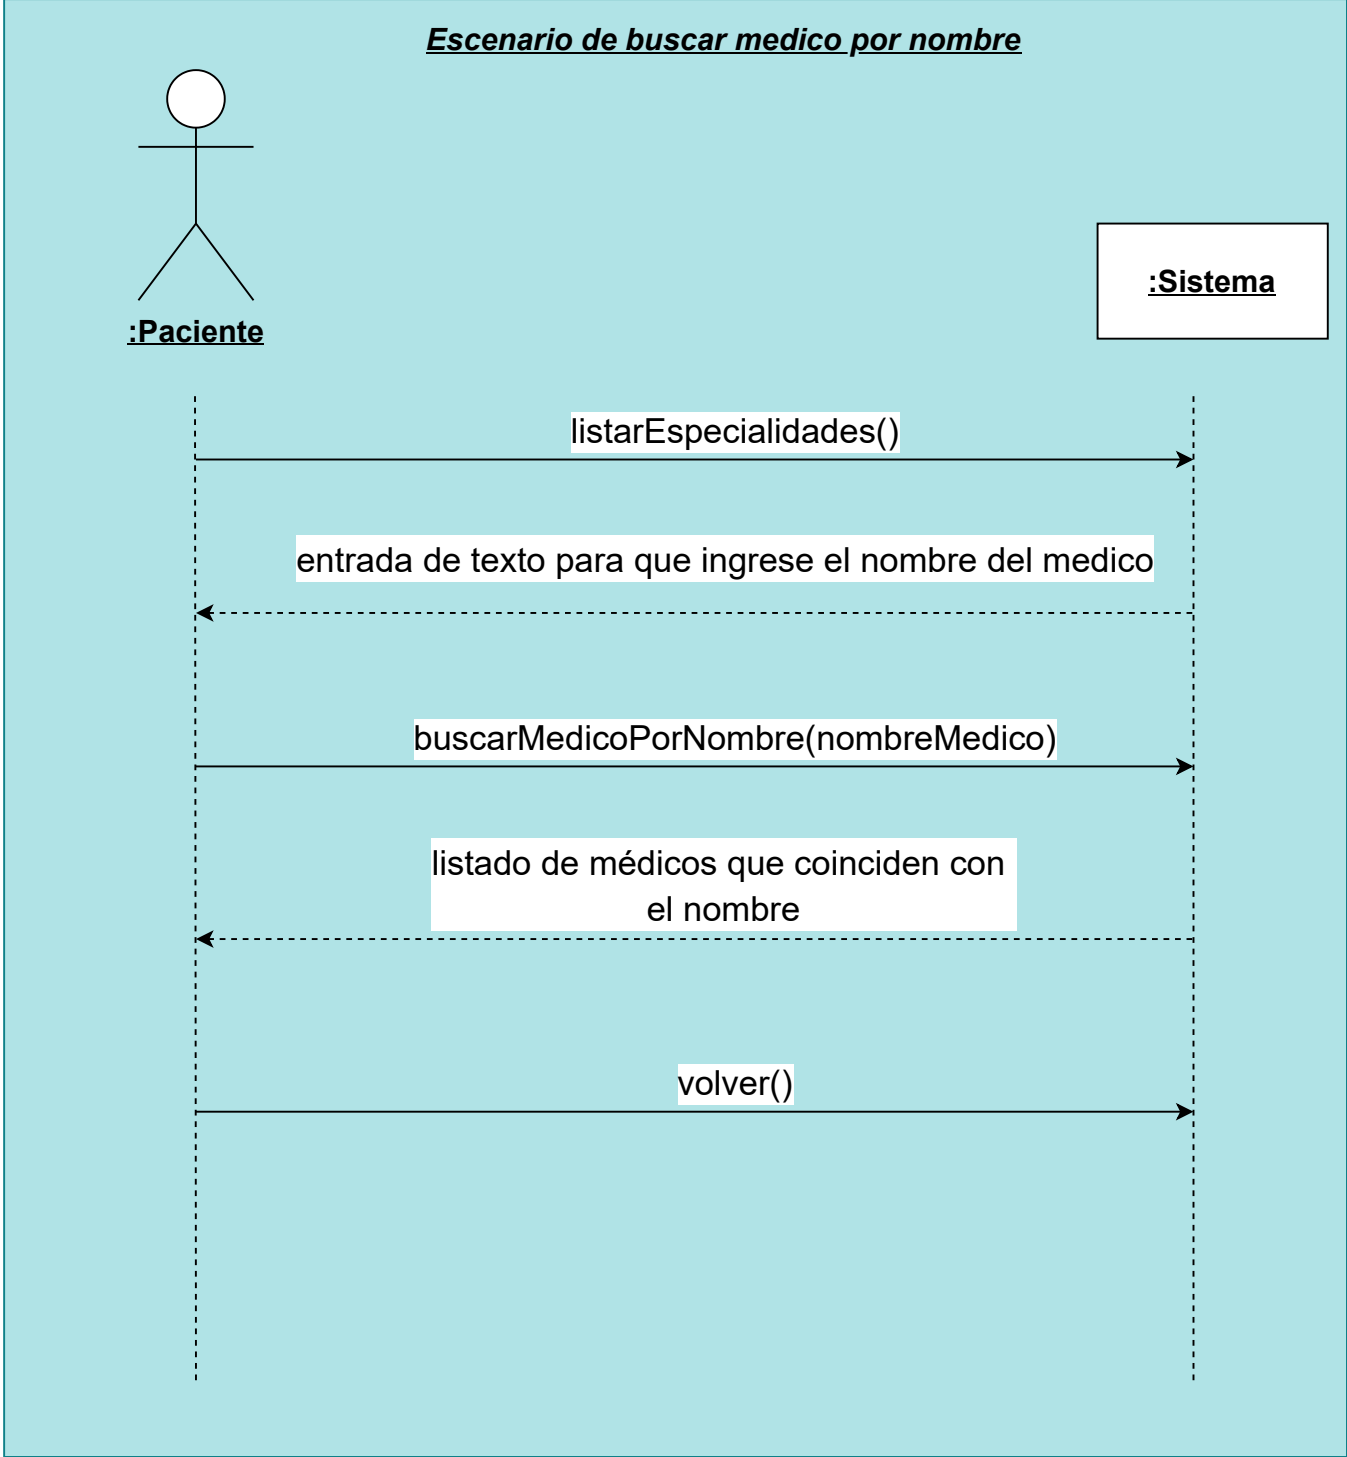 Escenario de buscar medico por nombre
:Sistema
:Paciente
listarEspecialidades()
entrada de texto para que ingrese el nombre del medico
buscarMedicoPorNombre(nombreMedico)
listado de médicos que coinciden con
el nombre
volver()